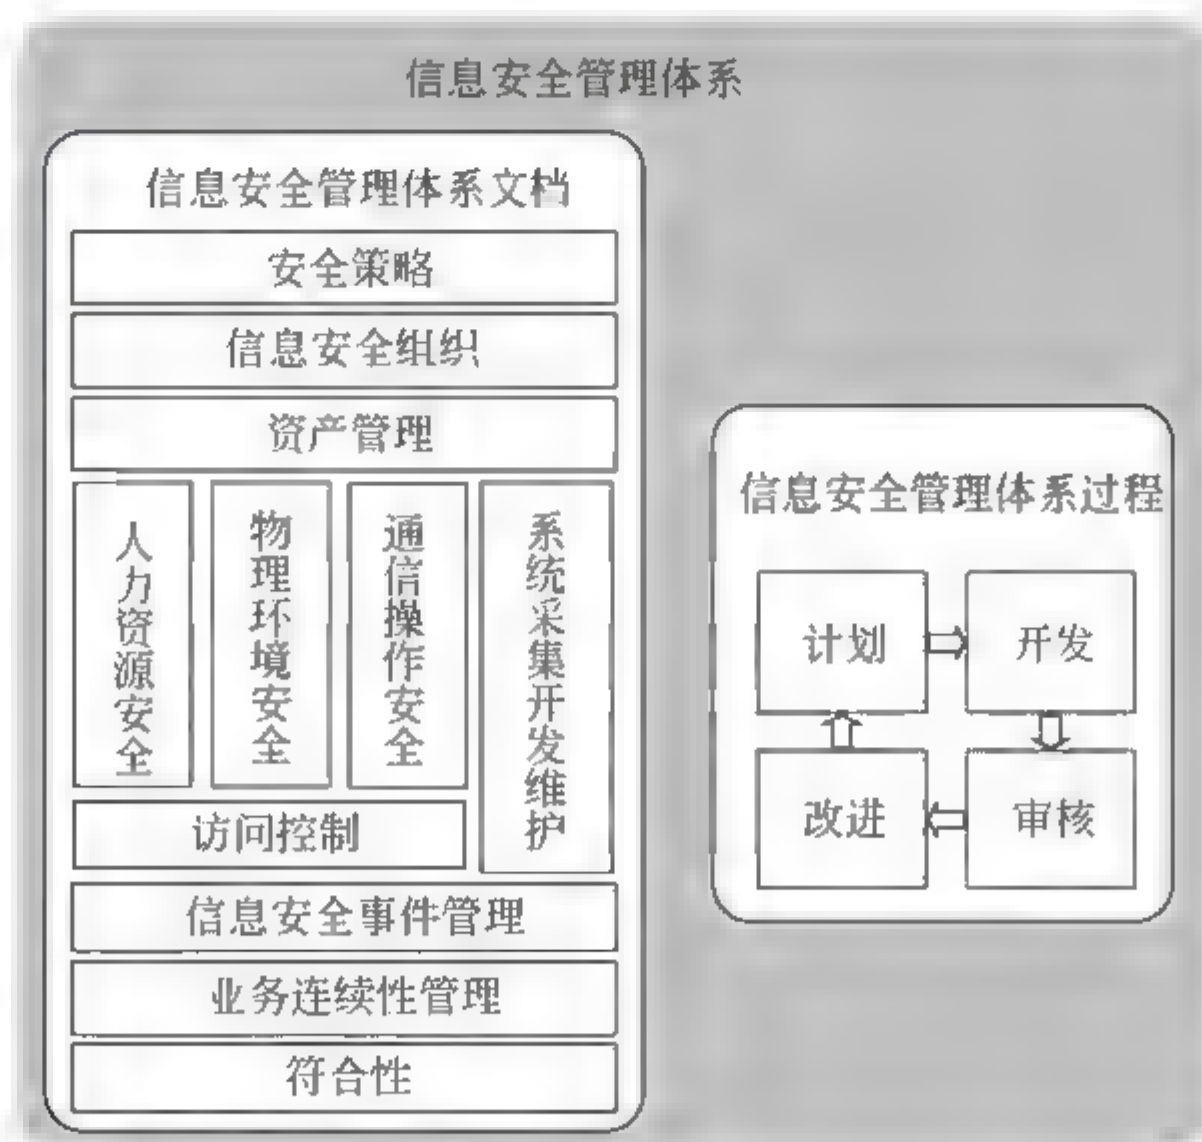 信息安全管理体系
信息安全管理体系文档
安全策略
信息安全组织
资产管理
人力资源安全
物理环境安全
通信操作安全
系统采集开发维护
访问控制
信息安全事件管理
业务连续性管理
符合性
信息安全管理体系过程
计划
开发
改进
审核